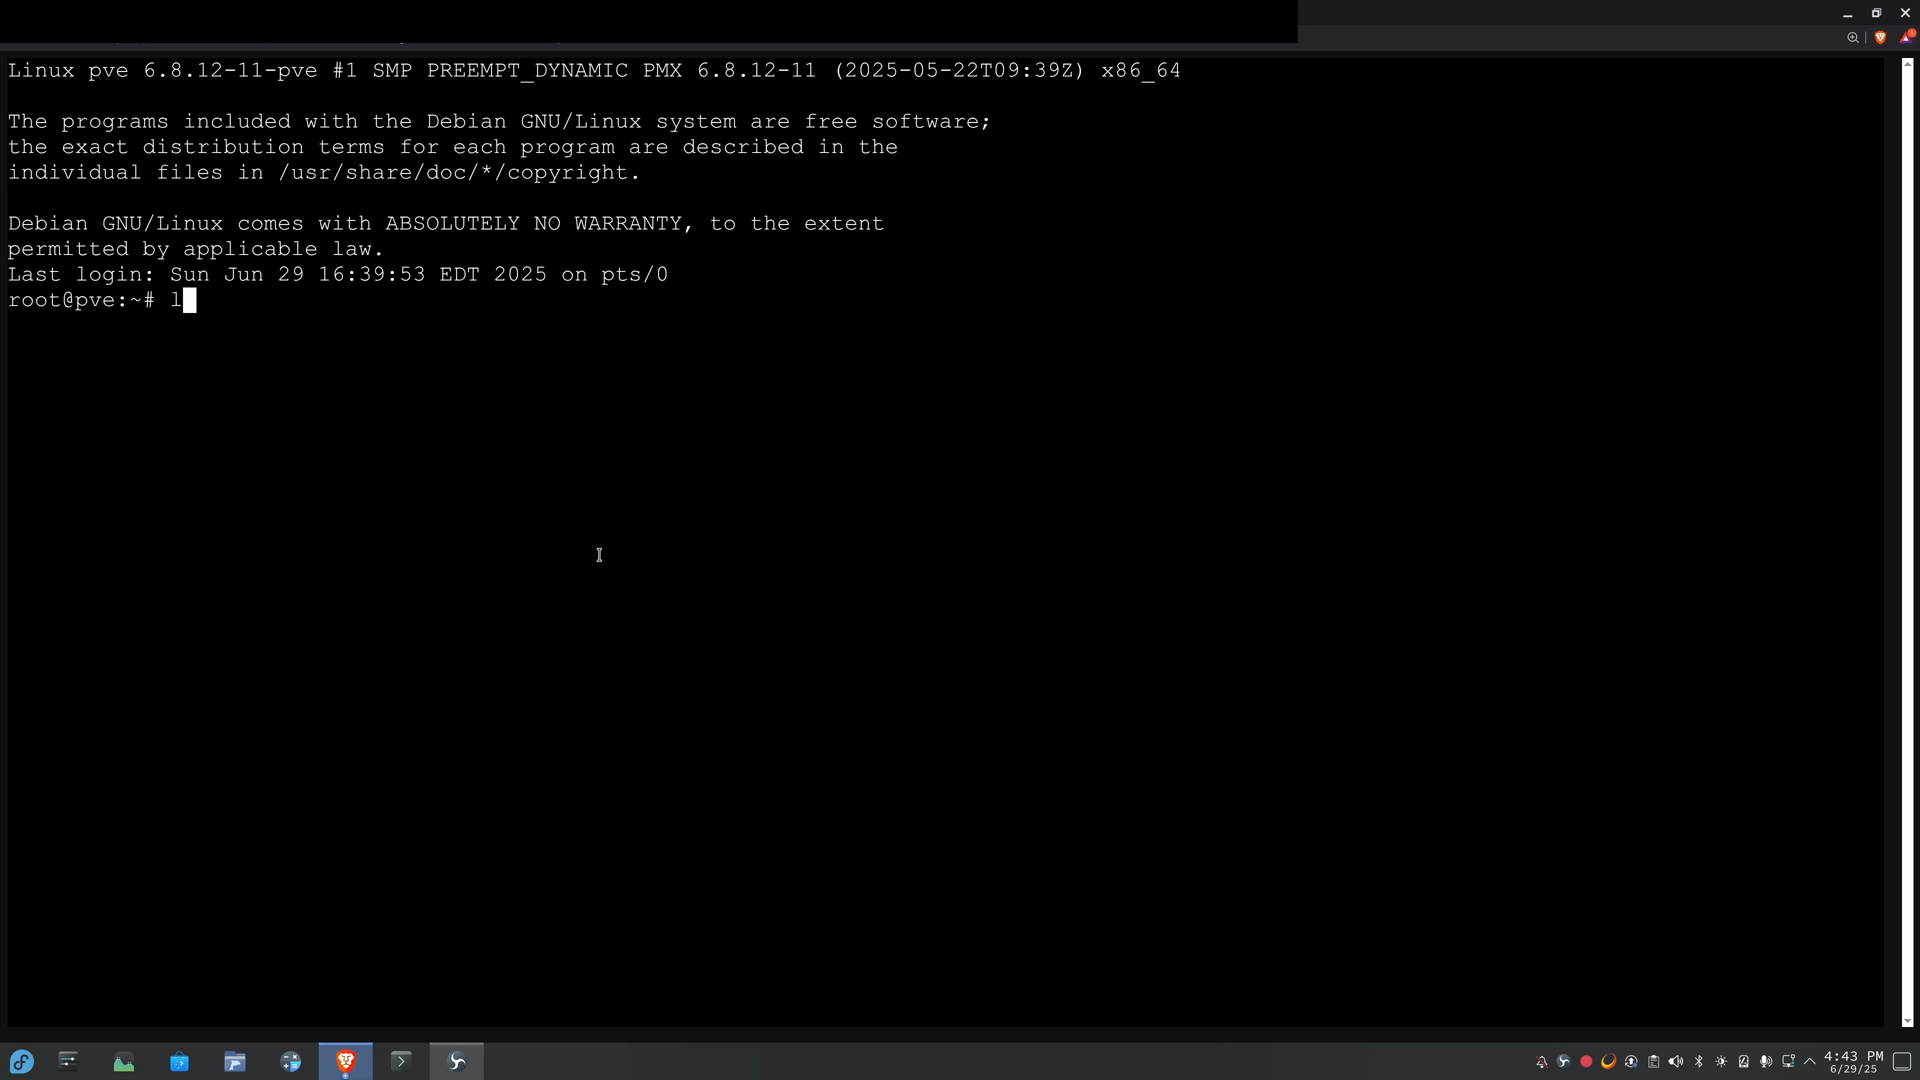 Linux pve 6.8.12-11-pve #1 SMP PREEMPT_DYNAMIC PMX 6.8.12-11 (2025-05-22T09:39Z) x86_64
The programs included with the Debian GNU/Linux system are free software;
the exact distribution terms for each program are described in the
individual files in /usr/share/doc/*/copyright.
Debian GNU/Linux comes with ABSOLUTELY NO WARRANTY, to the extent
permitted by applicable law.
Last login: Sun Jun 29 16:39:53 EDT 2025 on pts/0
root@pve:~# l
4:43 PM
6/29/25